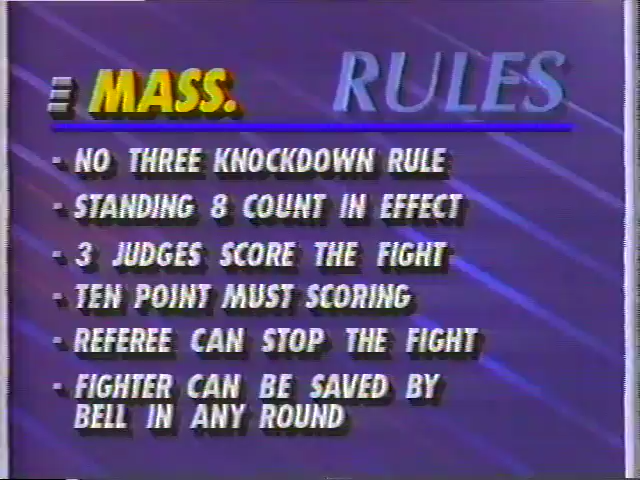 MASS. RULES
- NO THREE KNOCKDOWN RULE
- STANDING 8 COUNT IN EFFECT
- 3 JUDGES SCORE THE FIGHT
- TEN POINT MUST SCORING
- REFEREE CAN STOP THE FIGHT
- FIGHTER CAN BE SAVED BY
BELL IN ANY ROUND